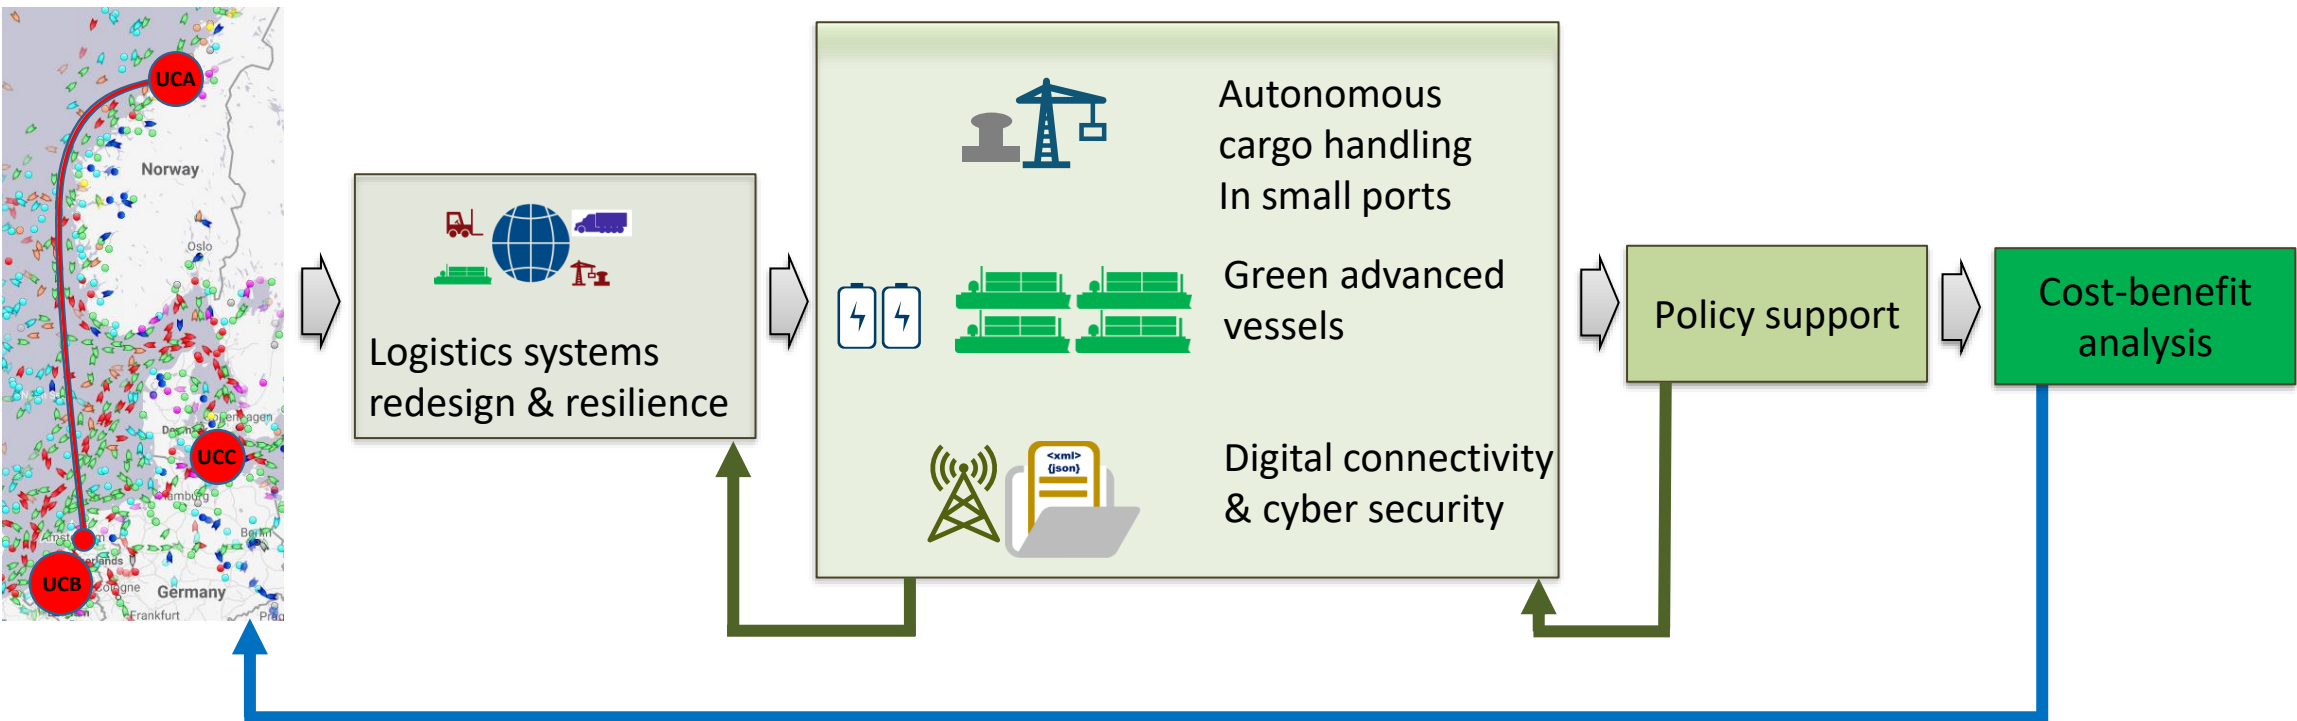 UCA
Norway
Oslo
UCC
UCB
Germany
Frankfurt
Logistics systems
redesign & resilience
Autonomous
cargo handling
In small ports
Green advanced
vessels
<xml>
{json}
Digital connectivity
& cyber security
Policy support
Cost-benefit
analysis